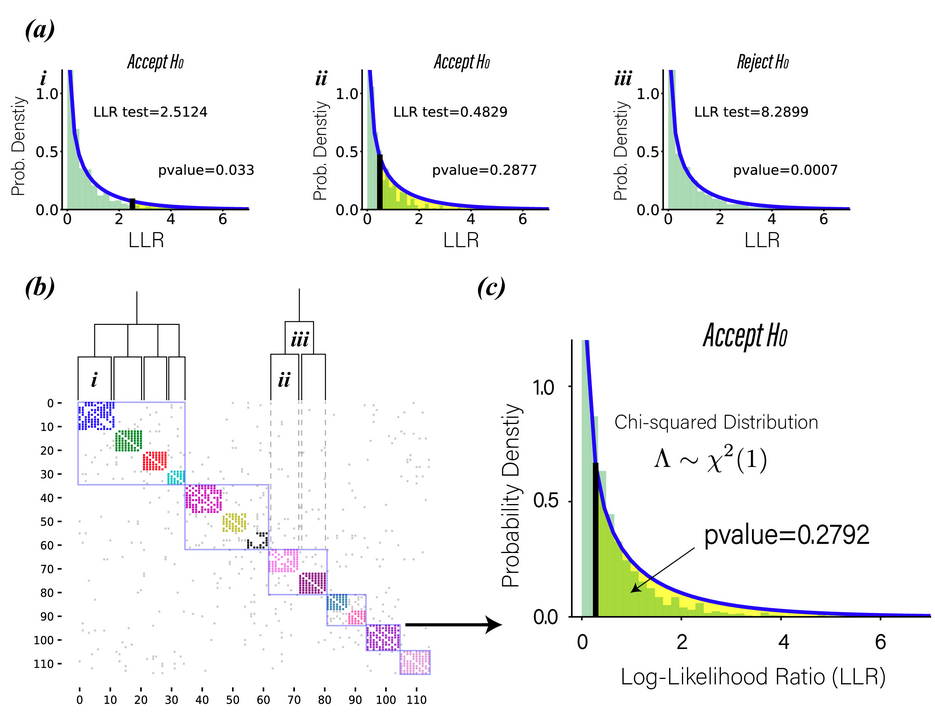 (a)
i
Accept H0
1.0
0.5
0.0
LLR test=2.5124
pvalue=0.033
Prob. Denstiy
0 2 4 6
LLR
ii
Accept H0
1.0
0.5
0.0
LLR test=0.4829
pvalue=0.2877
Prob. Denstiy
0 2 4 6
LLR
iii
Reject H0
1.0
0.5
0.0
LLR test=8.2899
pvalue=0.0007
Prob. Denstiy
0 2 4 6
LLR
(b)
i
ii
iii
0
10
20
30
40
50
60
70
80
90
100
110
0 10 20 30 40 50 60 70 80 90 100 110
(c)
Accept H0
1.0
0.5
0.0
Chi-squared Distribution
Λ ∼ χ²(1)
pvalue=0.2792
Probability Denstiy
0 2 4 6
Log-Likelihood Ratio (LLR)